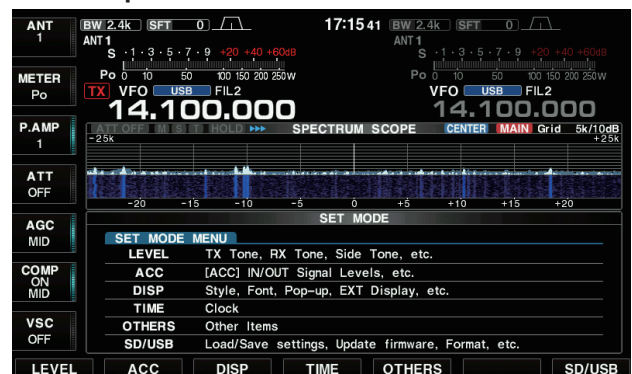 ANT
1
BW 2.4k SFT 0
17:15 41
BW 2.4k SFT 0
ANT 1
ANT 1
S ·1·3·5·7·9 +20 +40 +60dB
S ·1·3·5·7·9 +20 +40 +60dB
METER
Po
Po 0 10 50 100 150 200 250W
Po 0 10 50 100 150 200 250W
TX VFO USB FIL2
VFO USB FIL2
14.100.000
14.100.000
P.AMP
1
ATT OFF M S T HOLD SPECTRUM SCOPE CENTER MAIN Grid 5k/10dB
-25k
+25k
ATT
OFF
-20 -15 -10 -5 0 +5 +10 +15 +20
AGC
MID
SET MODE
SET MODE MENU
LEVEL TX Tone, RX Tone, Side Tone, etc.
COMP
ON
MID
ACC [ACC] IN/OUT Signal Levels, etc.
DISP Style, Font, Pop-up, EXT Display, etc.
TIME Clock
VSC
OFF
OTHERS Other Items
SD/USB Load/Save settings, Update firmware, Format, etc.
LEVEL ACC DISP TIME OTHERS SD/USB